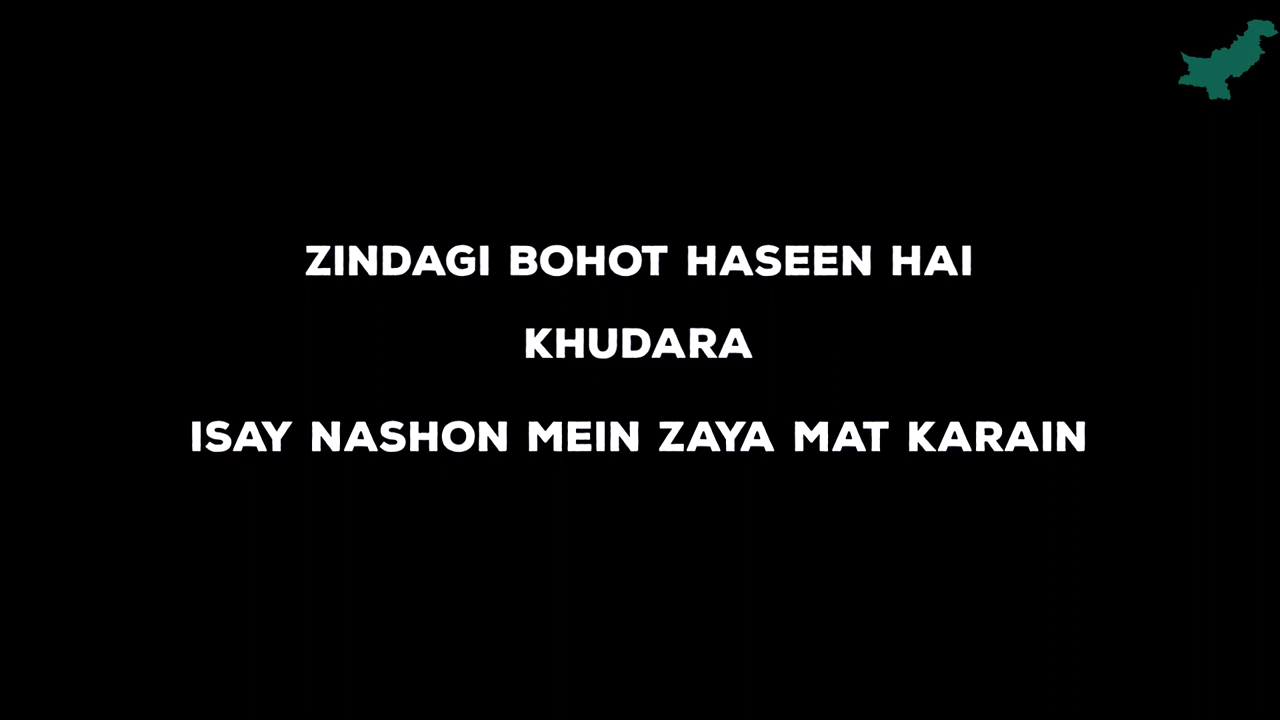 ZINDAGI BOHOT HASEEN HAI
KHUDARA
ISAY NASHON MEIN ZAYA MAT KARAIN